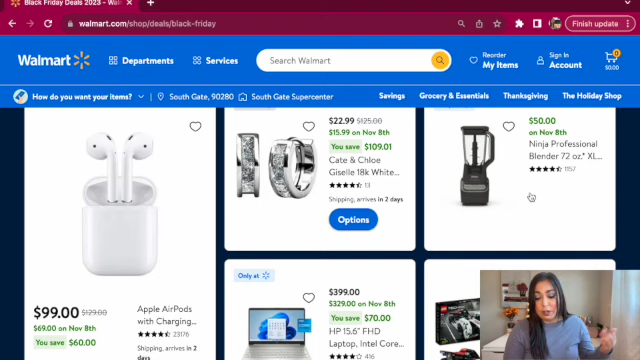 Black Friday Deals 2023 - Wal
walmart.com/shop/deals/black-friday
Finish update
Walmart
Departments
Services
Search Walmart
Reorder
My Items
Sign In
Account
0
$0.00
How do you want your items?
South Gate, 90280
South Gate Supercenter
Savings
Grocery & Essentials
Thanksgiving
The Holiday Shop
$99.00 $129.00
$69.00 on Nov 8th
You save $60.00
Apple AirPods
with Charging...
23176
Shipping, arrives in 2
days
$22.99 $125.00
$15.99 on Nov 8th
You save $109.01
Cate & Chloe
Giselle 18k White...
13
Shipping, arrives in 2 days
Options
$50.00
on Nov 8th
Ninja Professional
Blender 72 oz.* XL...
1157
Only at
$399.00
$329.00 on Nov 8th
You save $70.00
HP 15.6" FHD
Laptop, Intel Core...
416